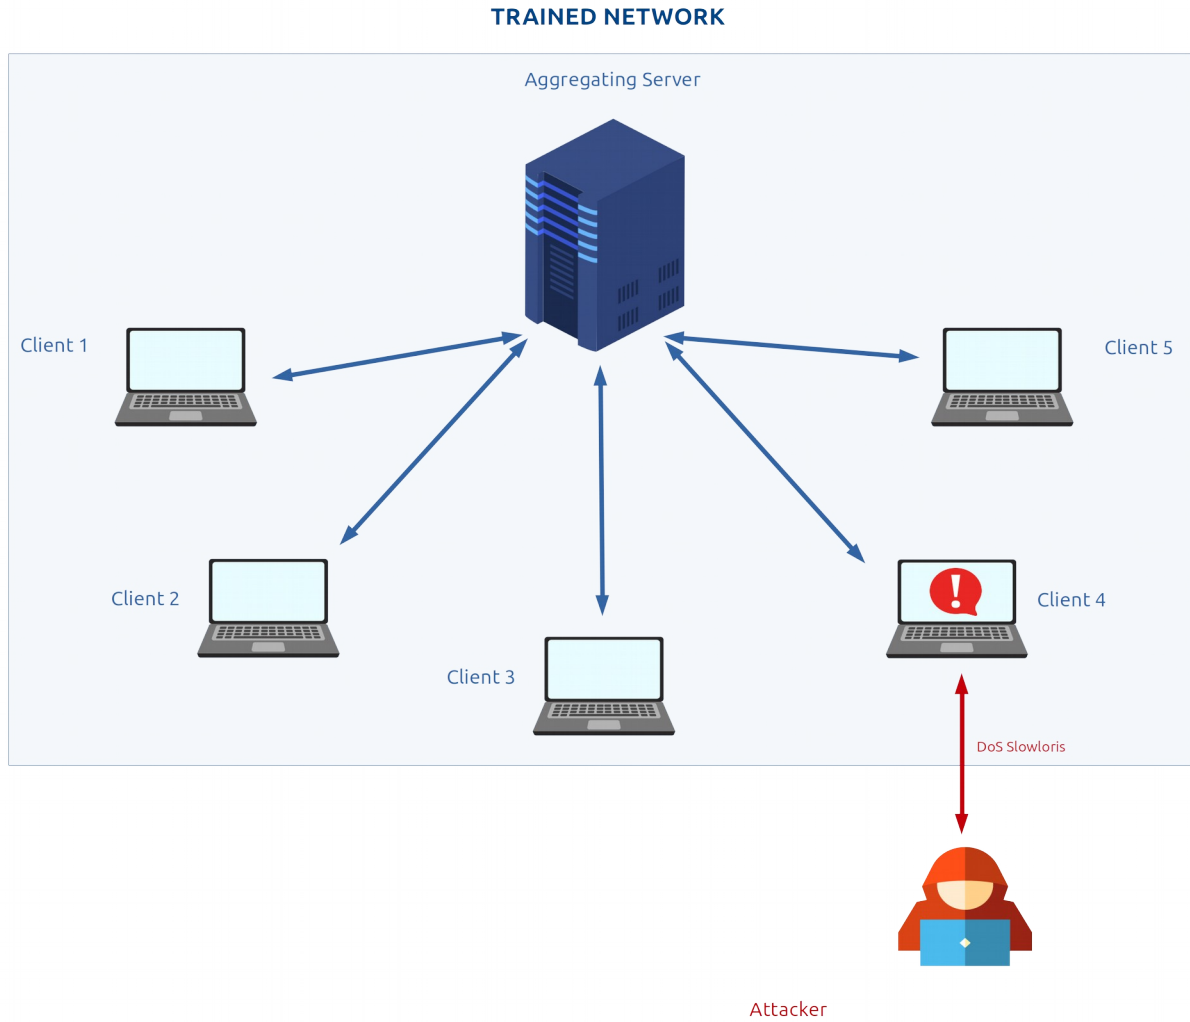 TRAINED NETWORK
Aggregating Server
Client 1
Client 5
Client 2
Client 4
Client 3
DoS Slowloris
Attacker